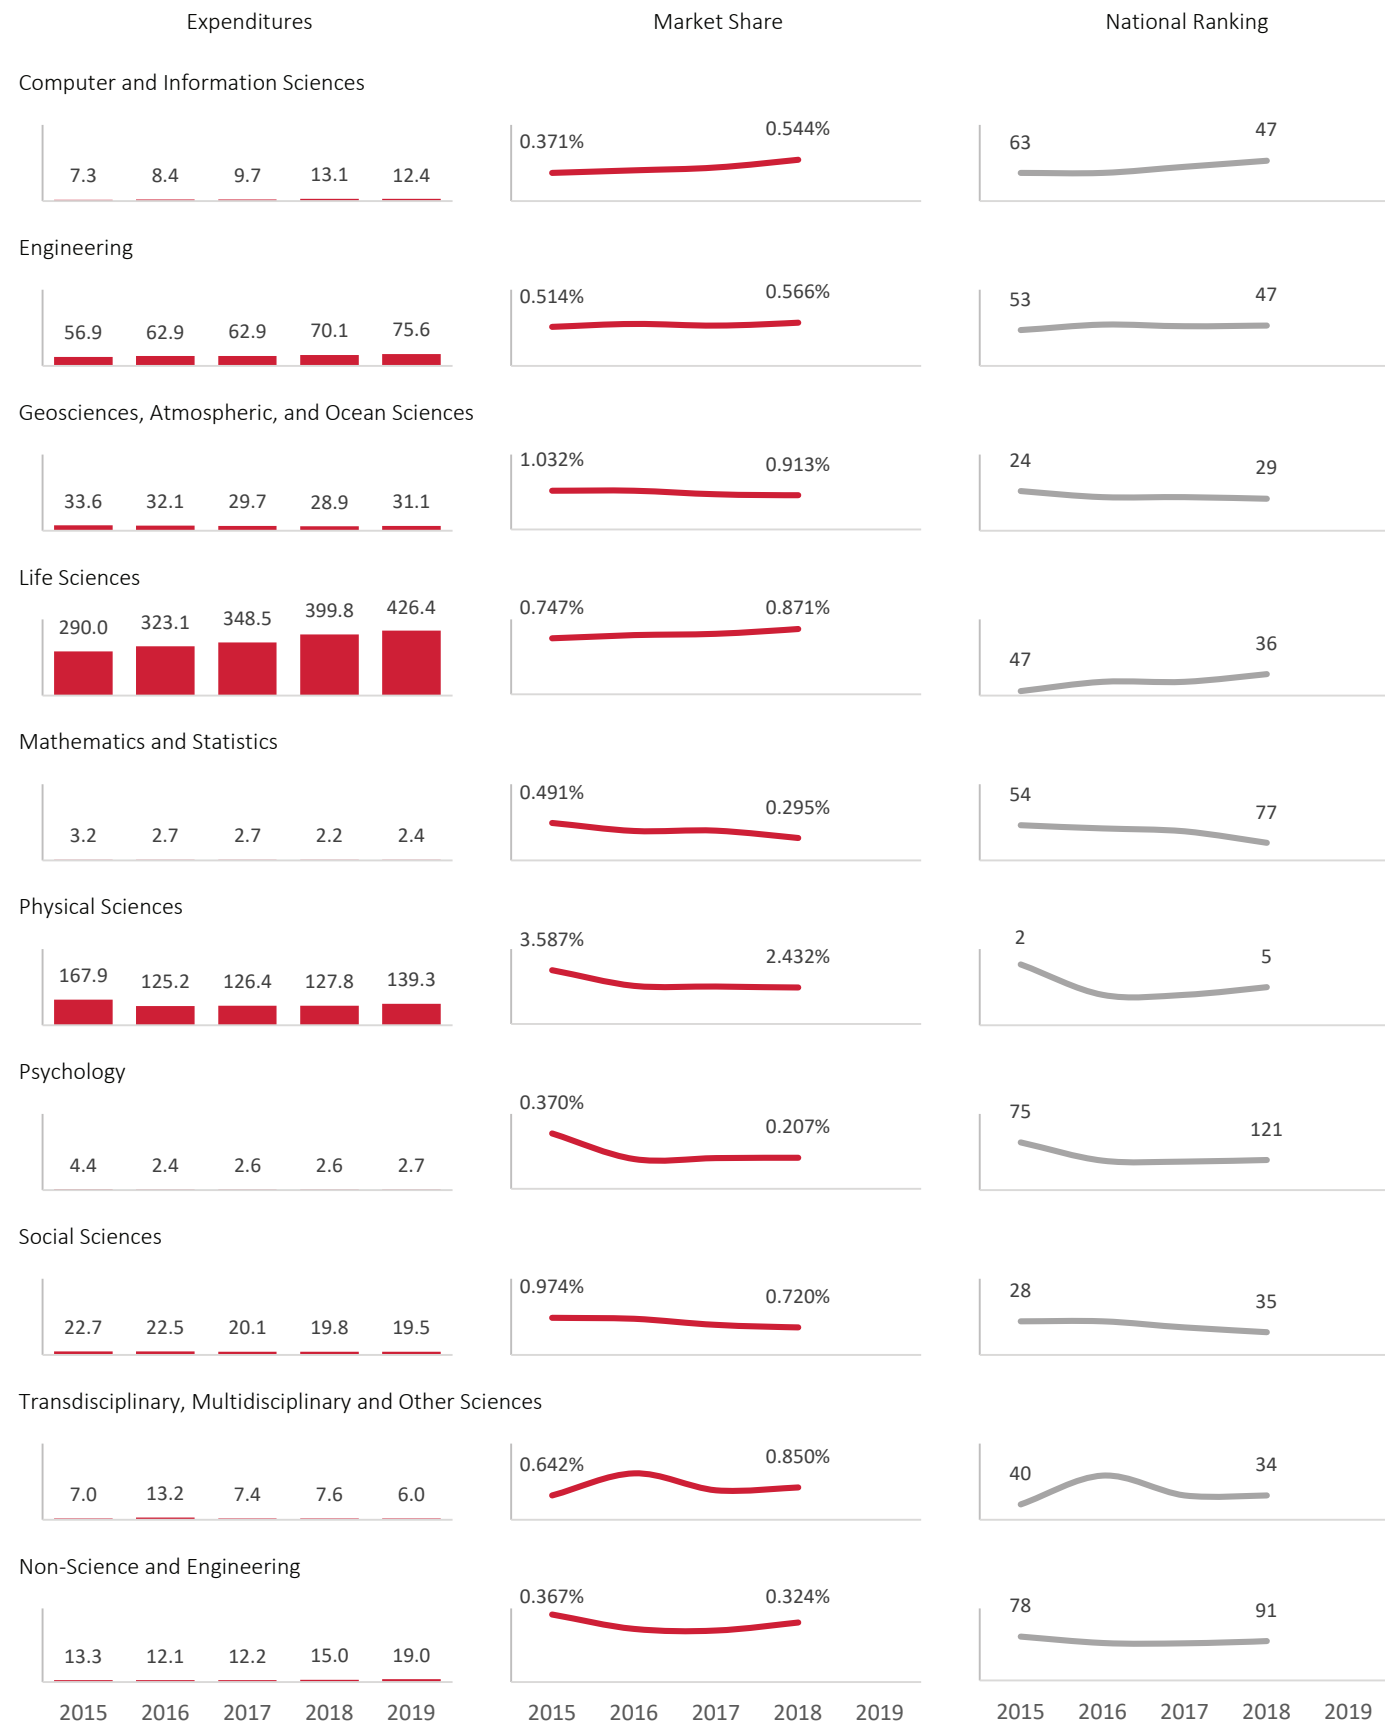 Expenditures Market Share National Ranking
Computer and Information Sciences
7.3 8.4 9.7 13.1 12.4
0.371% 0.544%
63 47
Engineering
56.9 62.9 62.9 70.1 75.6
0.514% 0.566%
53 47
Geosciences, Atmospheric, and Ocean Sciences
33.6 32.1 29.7 28.9 31.1
1.032% 0.913%
24 29
Life Sciences
290.0 323.1 348.5 399.8 426.4
0.747% 0.871%
47 36
Mathematics and Statistics
3.2 2.7 2.7 2.2 2.4
0.491% 0.295%
54 77
Physical Sciences
167.9 125.2 126.4 127.8 139.3
3.587% 2.432%
2 5
Psychology
4.4 2.4 2.6 2.6 2.7
0.370% 0.207%
75 121
Social Sciences
22.7 22.5 20.1 19.8 19.5
0.974% 0.720%
28 35
Transdisciplinary, Multidisciplinary and Other Sciences
7.0 13.2 7.4 7.6 6.0
0.642% 0.850%
40 34
Non-Science and Engineering
13.3 12.1 12.2 15.0 19.0
0.367% 0.324%
78 91
2015 2016 2017 2018 2019
2015 2016 2017 2018 2019
2015 2016 2017 2018 2019